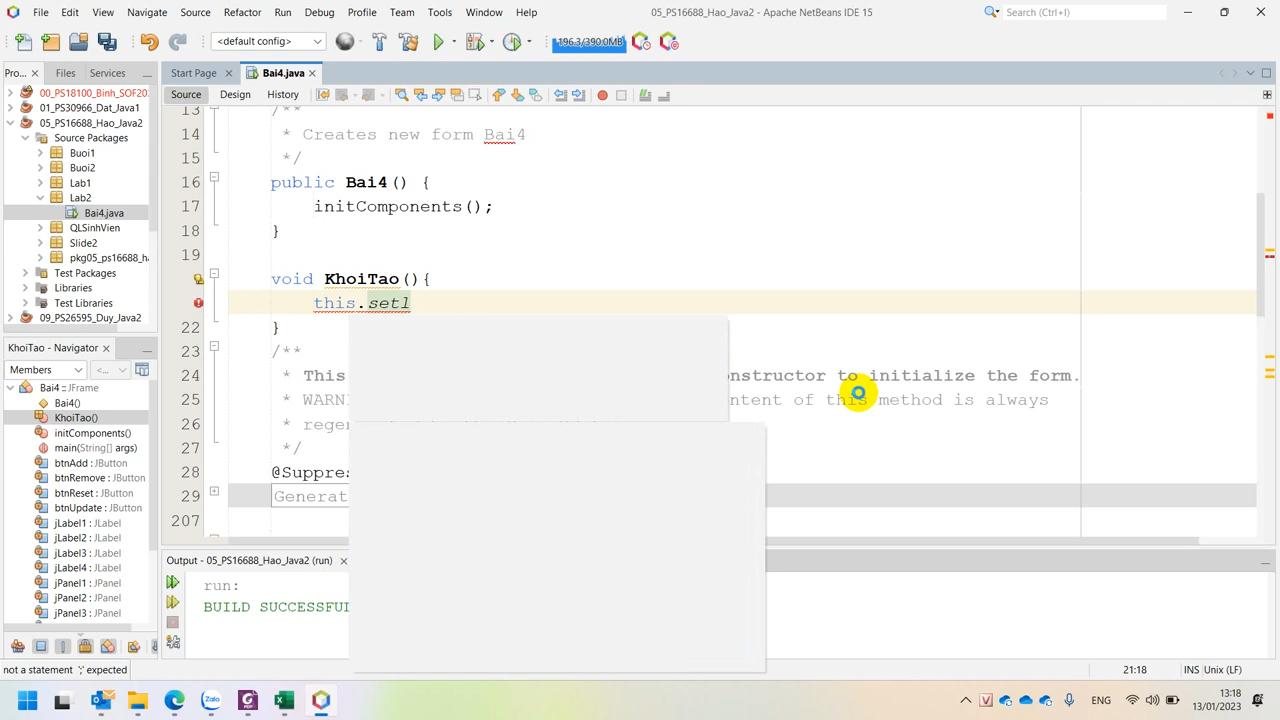 File Edit View Navigate Source Refactor Run Debug Profile Team Tools Window Help
05_PS16688_Hao_Java2 - Apache NetBeans IDE 15
Search (Ctrl+I)
<default config>
196.3/390.0MB
Pro...
Files
Services
Start Page
Bai4.java
Source
Design
History
00_PS18100_Binh_SOF20
01_PS30966_Dat_Java1
05_PS16688_Hao_Java2
Source Packages
Buoi1
Buoi2
Lab1
Lab2
Bai4.java
QLSinhVien
Slide2
pkg05_ps16688_ha
Test Packages
Libraries
Test Libraries
09_PS26595_Duy_Java2
13 /**
14 * Creates new form Bai4
15 */
16 public Bai4() {
17 initComponents();
18 }
19
void KhoiTao(){
this.setl
22 }
23 /**
24 * This nstructor to initialize the form.
25 * WARN ntent of this method is always
26 * regen
27 */
28 @Suppres
29 Generat
207
KhoiTao - Navigator
Members
<...
Bai4 :: JFrame
Bai4()
KhoiTao()
initComponents()
main(String[] args)
btnAdd : JButton
btnRemove : JButton
btnReset : JButton
btnUpdate : JButton
jLabel1 : JLabel
jLabel2 : JLabel
jLabel3 : JLabel
jLabel4 : JLabel
jPanel1 : JPanel
jPanel2 : JPanel
jPanel3 : JPanel
Output - 05_PS16688_Hao_Java2 (run)
run:
BUILD SUCCESSFUL
not a statement ';' expected
21:18
INS Unix (LF)
Zalo
ENG
13:18
13/01/2023